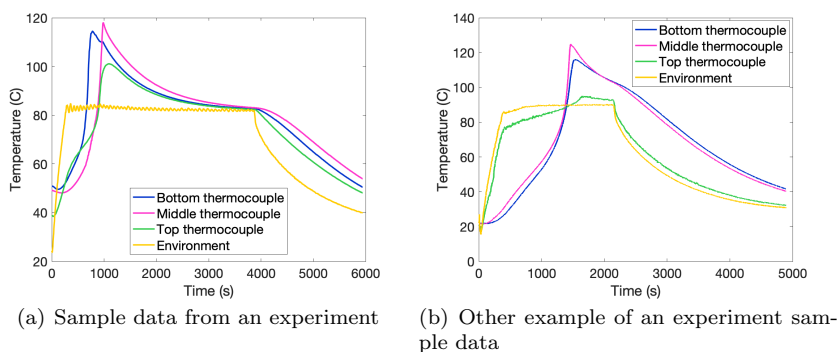 120
100
80
60
40
20
Temperature (C)
0
1000
2000
3000
4000
5000
6000
Time (s)
Bottom thermocouple
Middle thermocouple
Top thermocouple
Environment
(a) Sample data from an experiment
140
120
100
80
60
40
20
0
Temperature (C)
0
1000
2000
3000
4000
5000
Time (s)
Bottom thermocouple
Middle thermocouple
Top thermocouple
Environment
(b) Other example of an experiment sam-
ple data